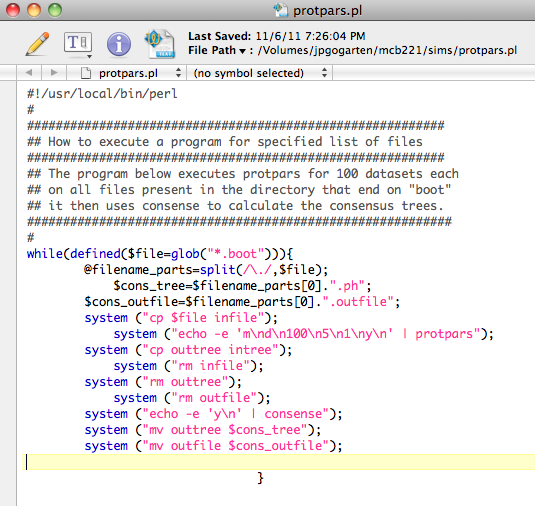 protpars.pl
Last Saved: 11/6/11 7:26:04 PM
File Path ▾ : /Volumes/jpgogarten/mcb221/sims/protpars.pl
protpars.pl (no symbol selected)
#!/usr/local/bin/perl
#
##########################################################
## How to execute a program for specified list of files
##########################################################
## The program below executes protpars for 100 datasets each
## on all files present in the directory that end on "boot"
## it then uses consense to calculate the consensus trees.
###########################################################
#
while(defined($file=glob("*.boot"))){
        @filename_parts=split(/\./,$file);
            $cons_tree=$filename_parts[0].".ph";
        $cons_outfile=$filename_parts[0].".outfile";
        system ("cp $file infile");
            system ("echo -e 'm\nd\n100\n5\n1\ny\n' | protpars");
        system ("cp outtree intree");
            system ("rm infile");
        system ("rm outtree");
            system ("rm outfile");
        system ("echo -e 'y\n' | consense");
        system ("mv outtree $cons_tree");
        system ("mv outfile $cons_outfile");
                                }